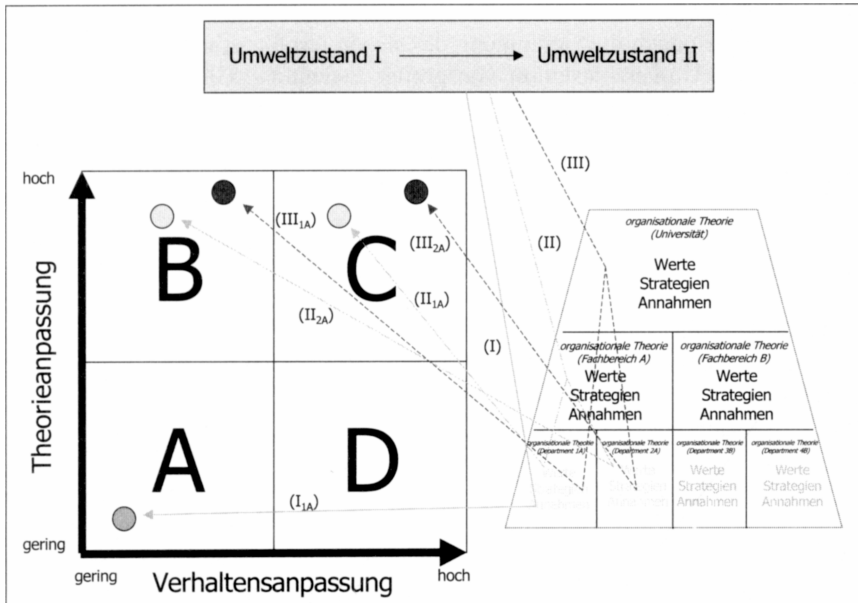 Umweltzustand I
Umweltzustand II
(III)
(II)
(I)
hoch
Theorieanpassung
gering
gering
Verhaltensanpassung
hoch
B
C
A
D
(III1A)
(III2A)
(II1A)
(II2A)
(I1A)
organisationale Theorie
(Universität)
Werte
Strategien
Annahmen
organisationale Theorie
(Fachbereich A)
Werte
Strategien
Annahmen
organisationale Theorie
(Fachbereich B)
Werte
Strategien
Annahmen
organisationale Theorie
(Department 1A)
organisationale Theorie
(Department 2A)
organisationale Theorie
(Department 3B)
Werte
Strategien
Annahmen
organisationale Theorie
(Department 4B)
Werte
Strategien
Annahmen